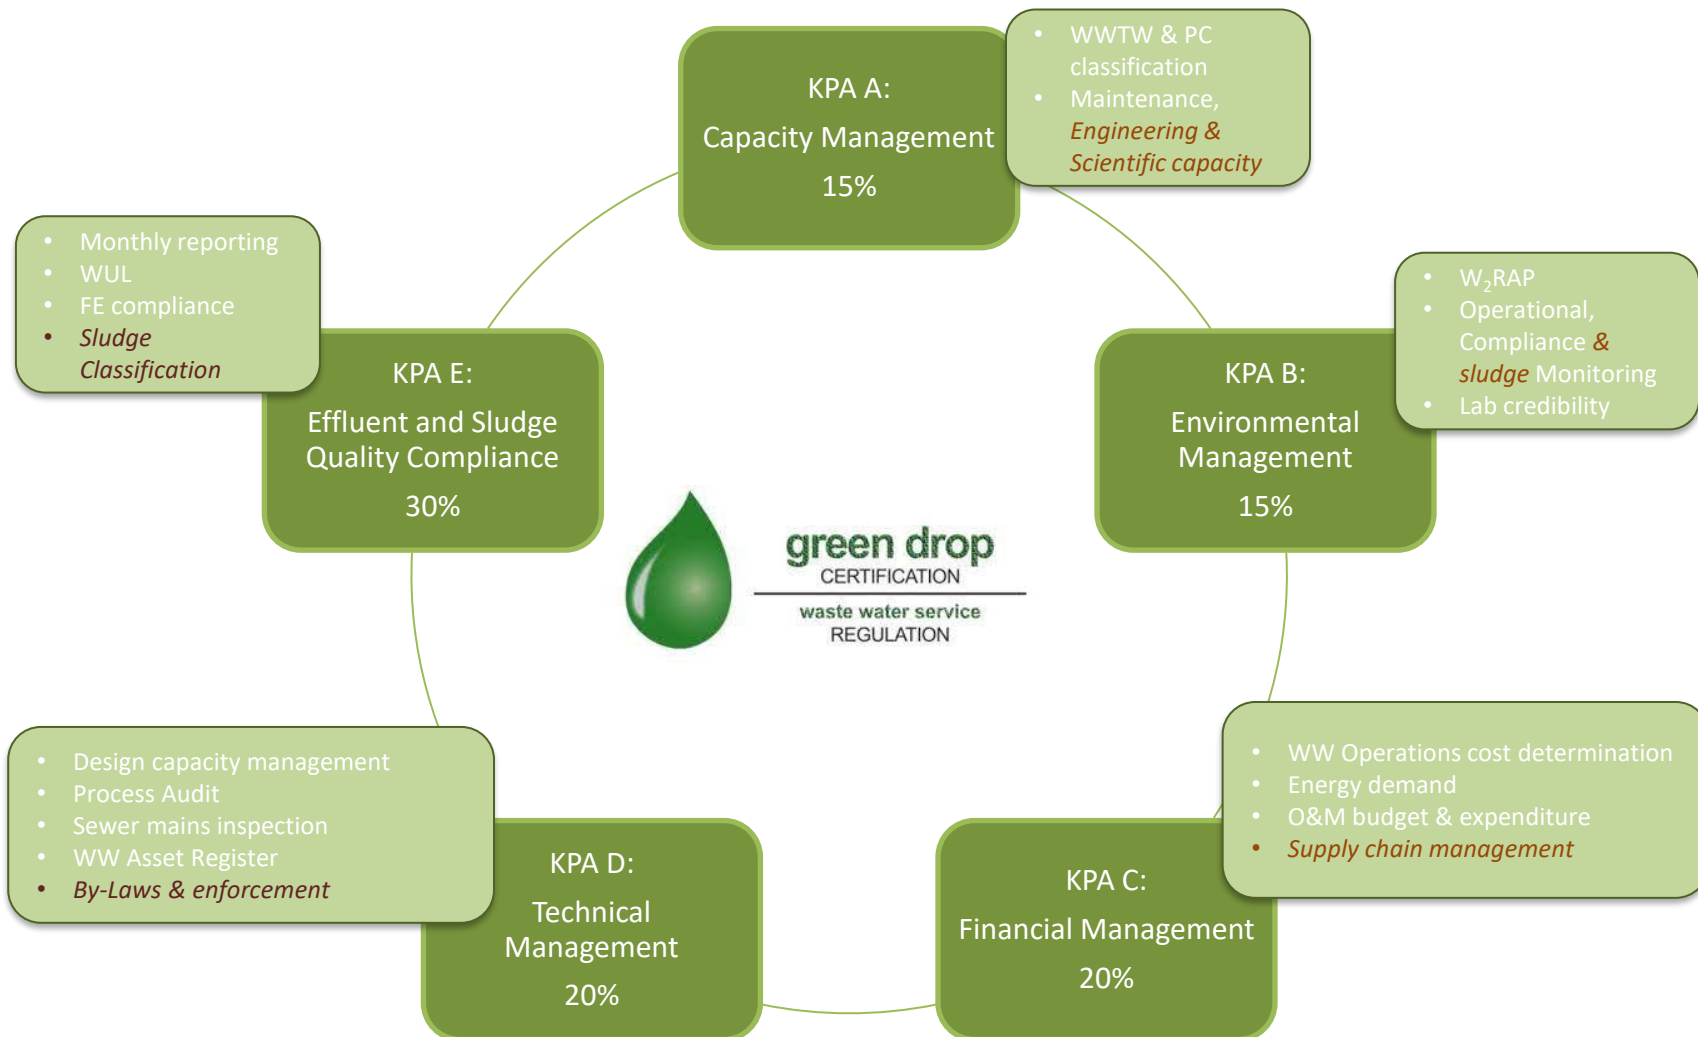 KPA A:
Capacity Management
15%
• WWTW & PC
classification
• Maintenance,
Engineering &
Scientific capacity
• Monthly reporting
• WUL
• FE compliance
• Sludge
Classification
KPA E:
Effluent and Sludge
Quality Compliance
30%
• W₂RAP
• Operational,
Compliance &
sludge Monitoring
• Lab credibility
KPA B:
Environmental
Management
15%
green drop
CERTIFICATION
waste water service
REGULATION
• Design capacity management
• Process Audit
• Sewer mains inspection
• WW Asset Register
• By-Laws & enforcement
KPA D:
Technical
Management
20%
• WW Operations cost determination
• Energy demand
• O&M budget & expenditure
• Supply chain management
KPA C:
Financial Management
20%